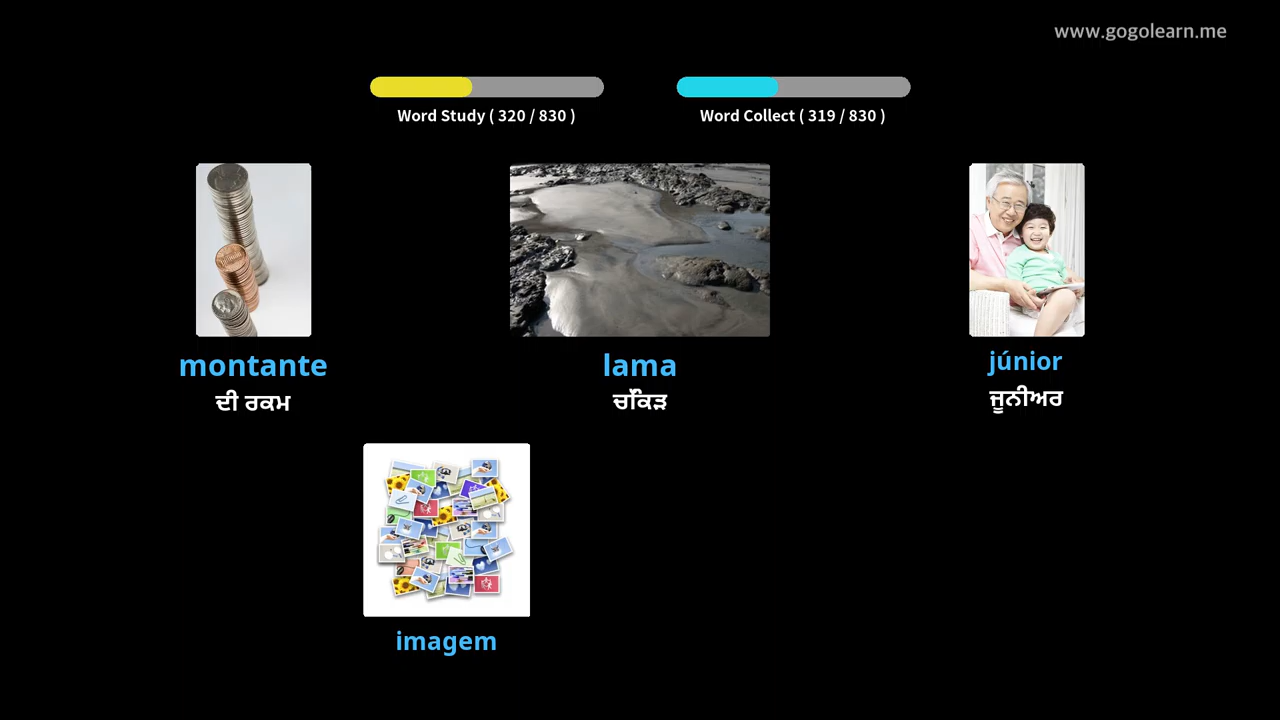 www.gogolearn.me
Word Study ( 320 / 830 )
Word Collect ( 319 / 830 )
montante
lama
júnior
ਦੀ ਰਕਮ
ਚਿੱਕੜ
ਜੂਨੀਅਰ
imagem